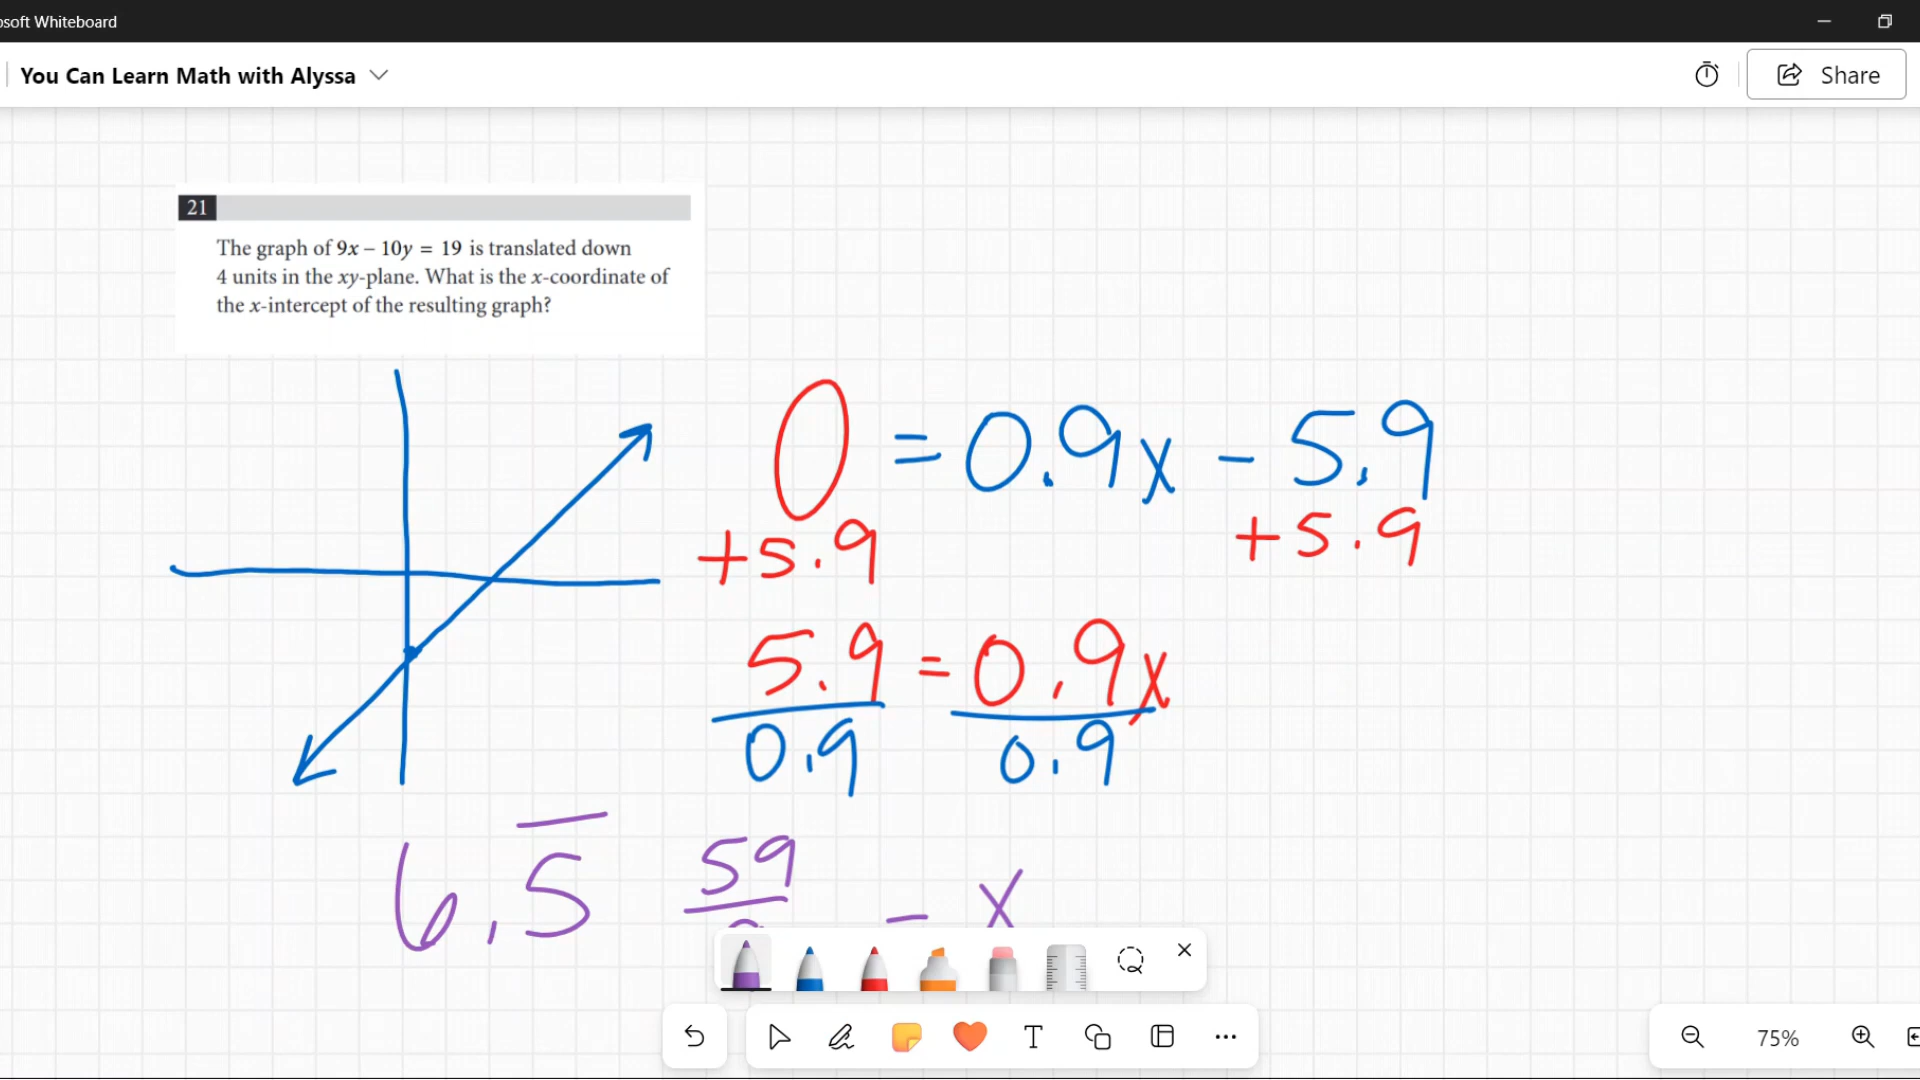 osoft Whiteboard
You Can Learn Math with Alyssa
Share
21
The graph of 9x – 10y = 19 is translated down
4 units in the xy-plane. What is the x-coordinate of
the x-intercept of the resulting graph?
0 = 0.9x - 5.9
+5.9 +5.9
5.9 = 0.9x
0.9 0.9
6.5̅ 59 = x
T
75%